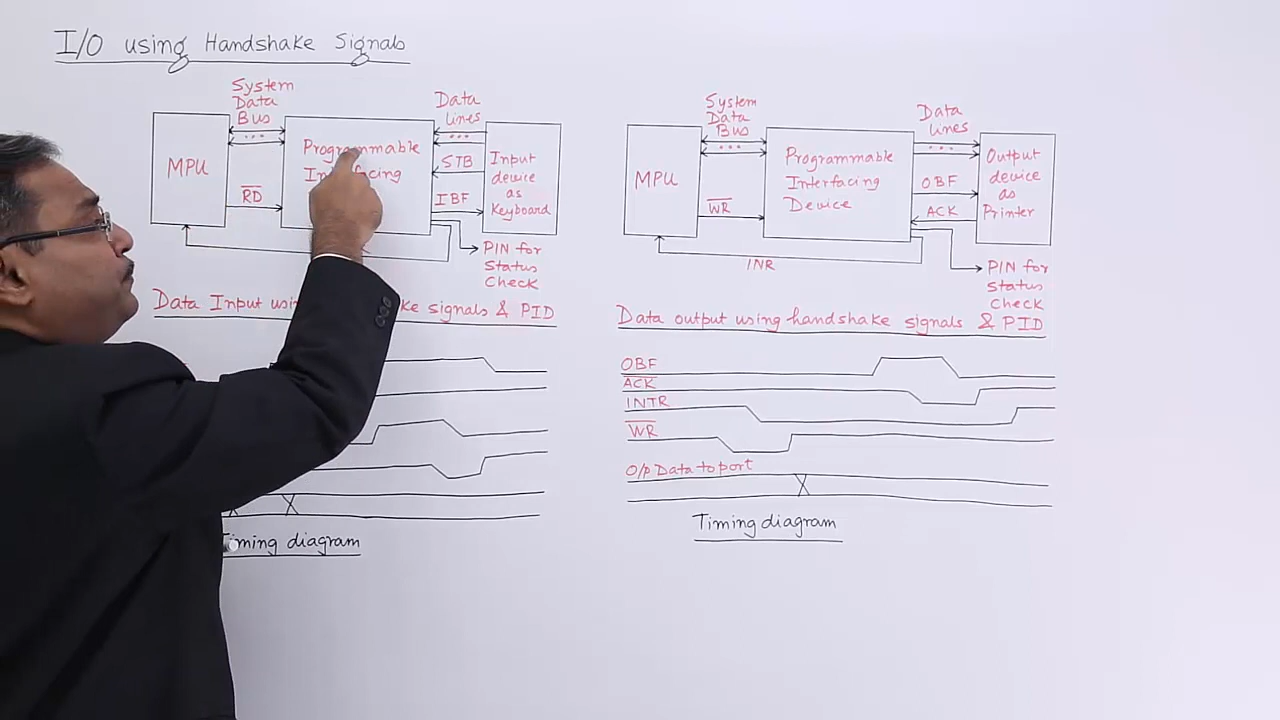 I/O using Handshake Signals
System
Data
Bus
MPU
RD
Programmable
Data
lines
STB
IBF
Input
device
as
Keyboard
PIN for
Status
Check
Data Input signals & PID
Timing diagram
System
Data
Bus
MPU
WR
Programmable
Interfacing
Device
Data
lines
OBF
ACK
Output
device
as
Printer
INR
PIN for
Status
Check
Data output using handshake signals & PID
OBF
ACK
INTR
WR
O/p Data to port
Timing diagram